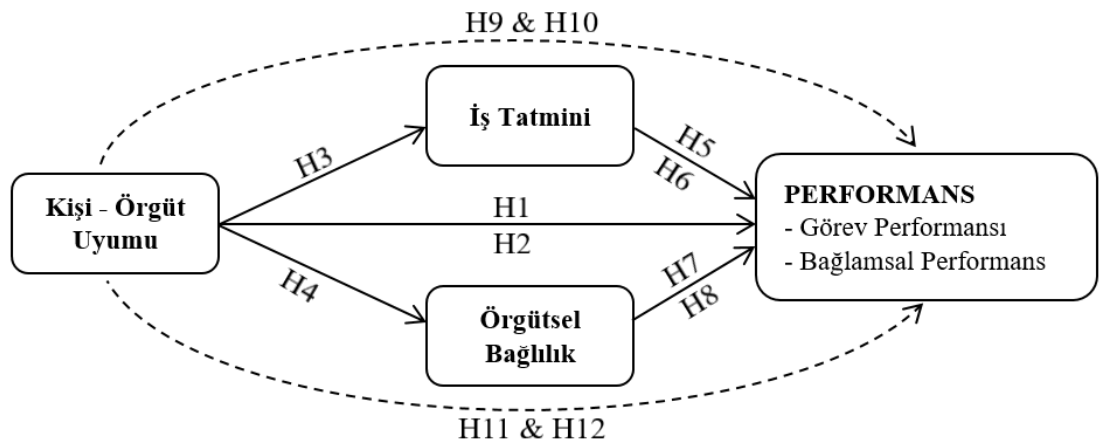 H9 & H10
İş Tatmini
H3
H5
H6
Kişi - Örgüt
Uyumu
H1
H2
PERFORMANS
- Görev Performansı
- Bağlamsal Performans
H4
H7
H8
Örgütsel
Bağlılık
H11 & H12